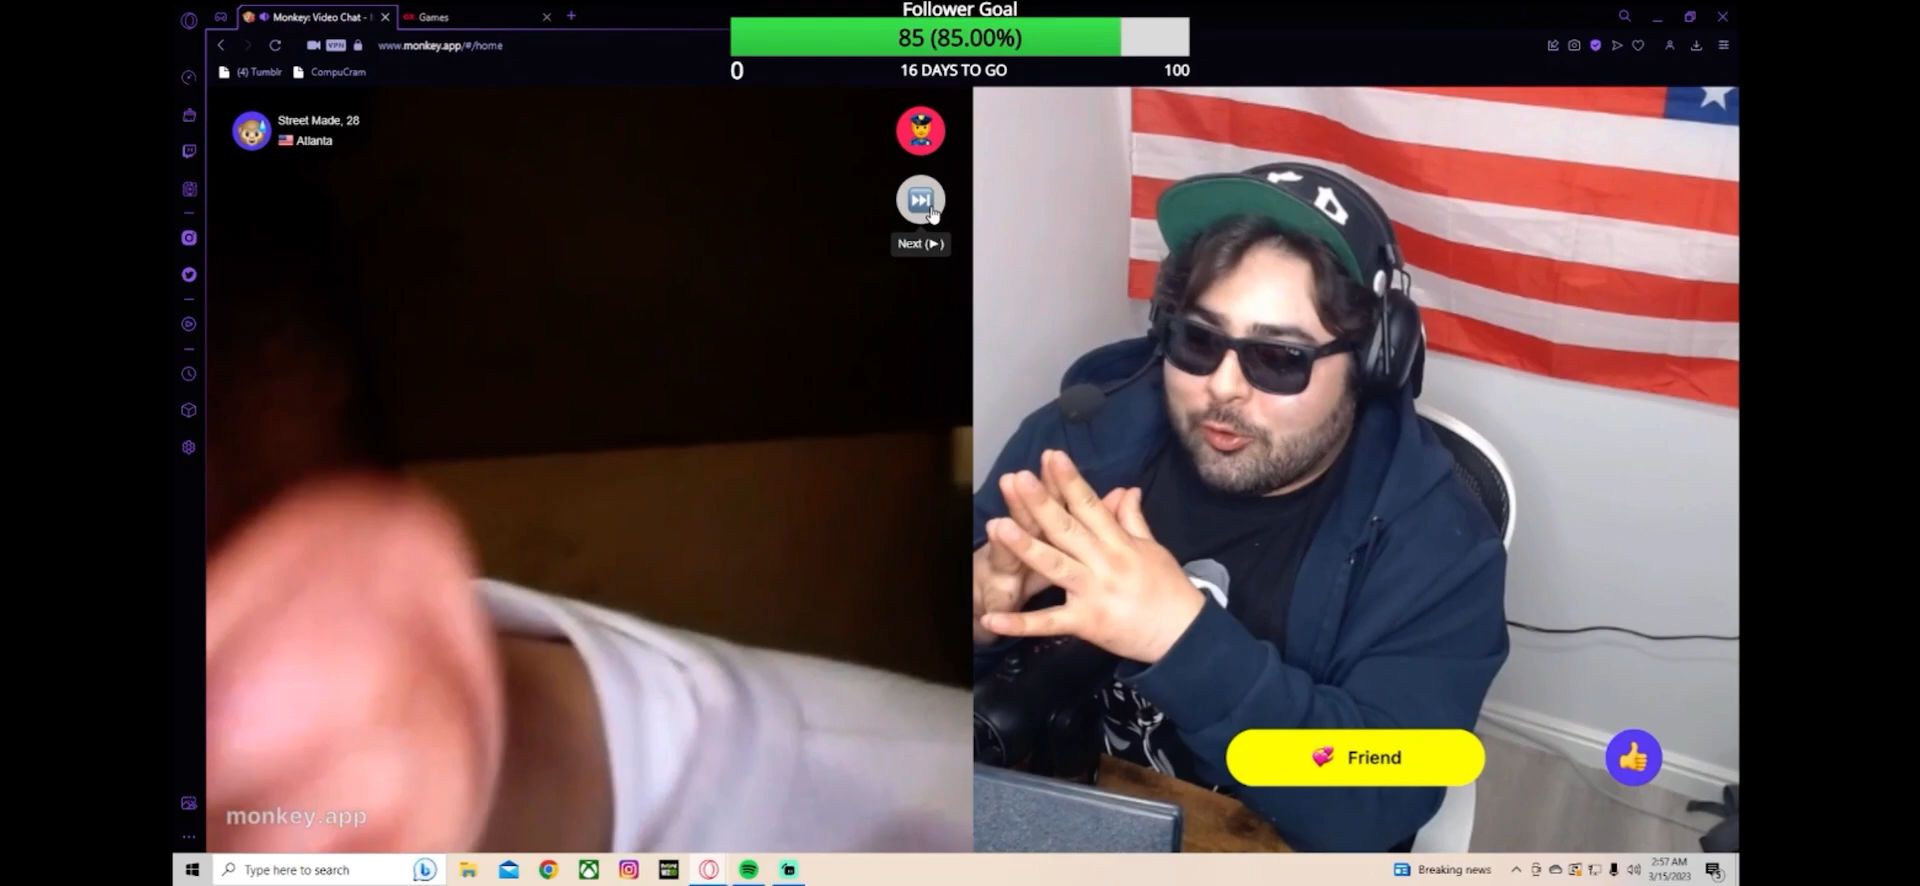 Follower Goal
85 (85.00%)
0 16 DAYS TO GO 100
Monkey: Video Chat -
GX Games
VPN www.monkey.app/#/home
(4) Tumblr CompuCram
Street Made, 28
Atlanta
Next (▶)
Friend
monkey.app
Type here to search
Breaking news
2:57 AM
3/15/2023